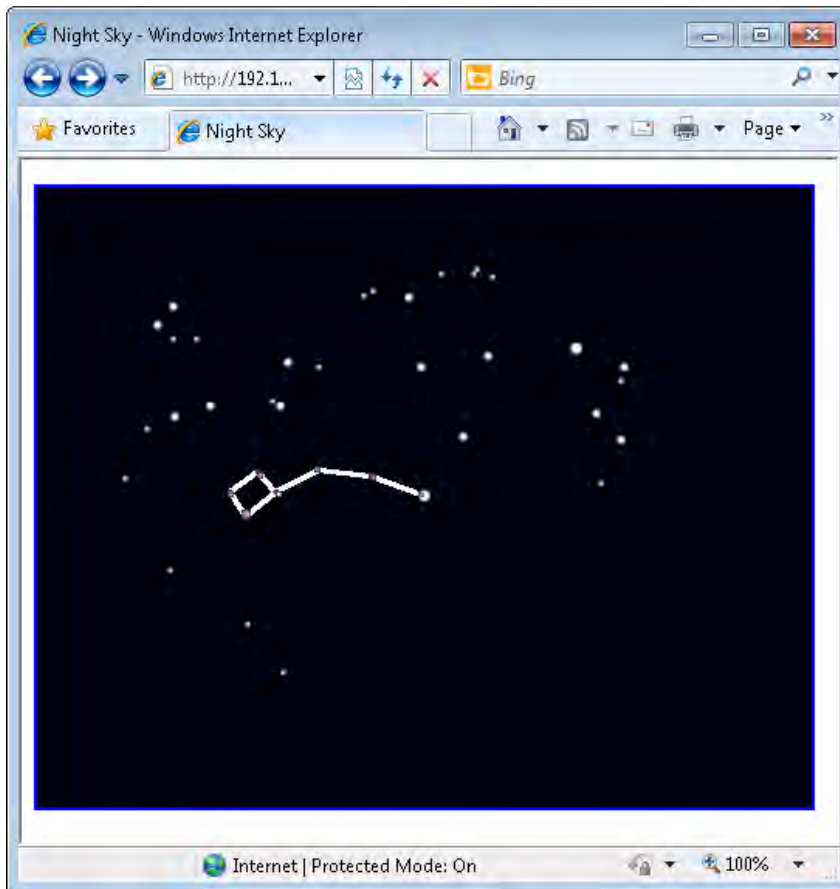 Night Sky - Windows Internet Explorer
http://192.1... Bing
Favorites Night Sky Page »
Internet | Protected Mode: On 100%